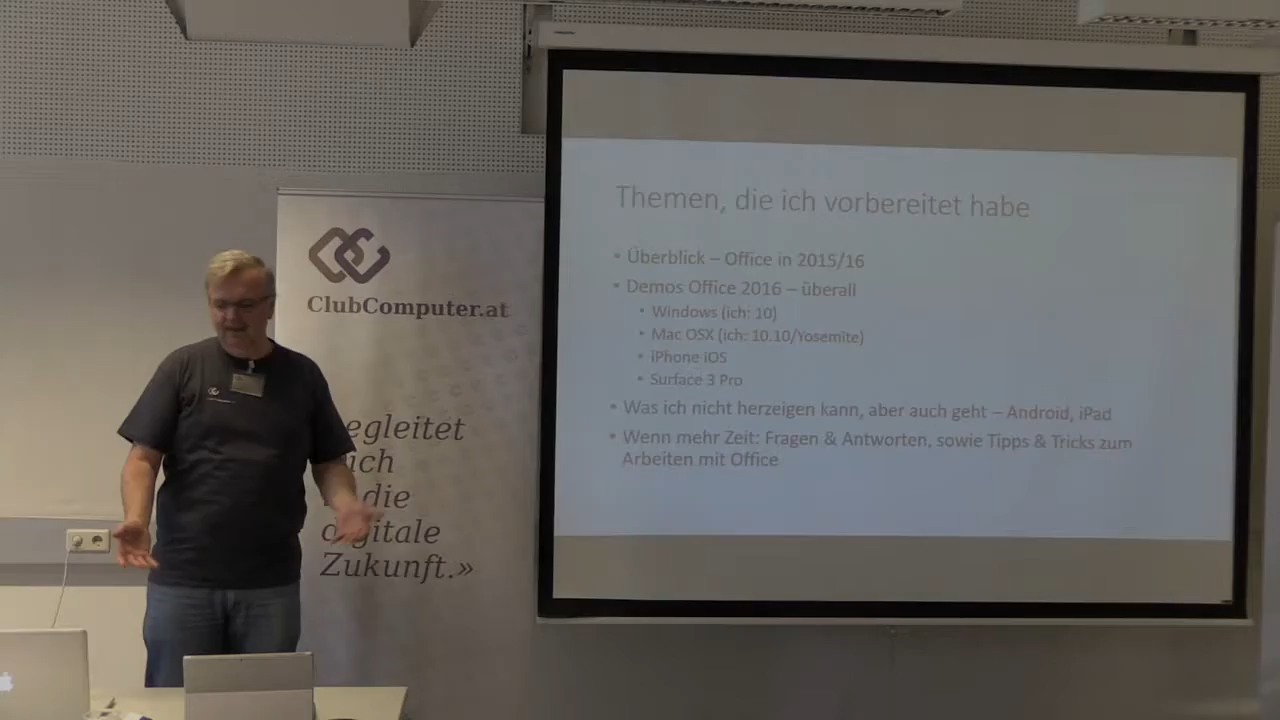 ClubComputer.at
egleitet
uch
die
digitale
Zukunft.»
Themen, die ich vorbereitet habe
• Überblick – Office in 2015/16
• Demos Office 2016 – überall
• Windows (ich: 10)
• Mac OSX (ich: 10.10/Yosemite)
• iPhone iOS
• Surface 3 Pro
• Was ich nicht herzeigen kann, aber auch geht – Android, iPad
• Wenn mehr Zeit: Fragen & Antworten, sowie Tipps & Tricks zum
Arbeiten mit Office